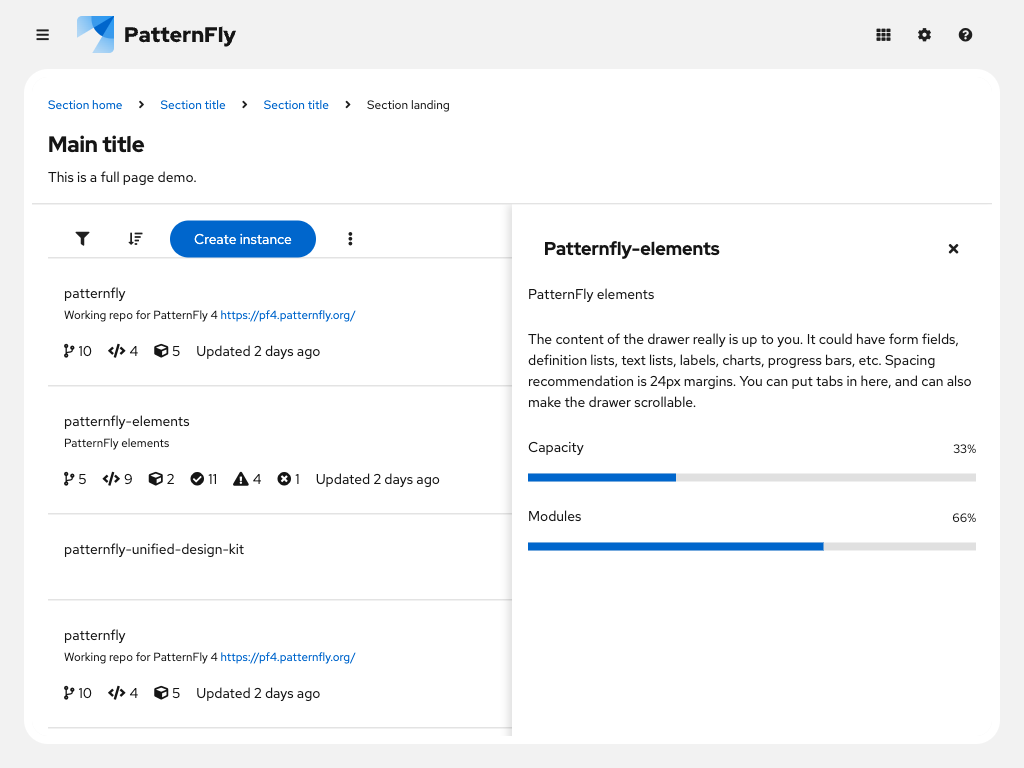 PatternFly
Section home
Section title
Section title
Section landing
Main title
This is a full page demo.
Create instance
patternfly
Working repo for PatternFly 4 https://pf4.patternfly.org/
10 4 5 Updated 2 days ago
patternfly-elements
PatternFly elements
5 9 2 11 4 1 Updated 2 days ago
patternfly-unified-design-kit
patternfly
Working repo for PatternFly 4 https://pf4.patternfly.org/
10 4 5 Updated 2 days ago
Patternfly-elements
PatternFly elements
The content of the drawer really is up to you. It could have form fields,
definition lists, text lists, labels, charts, progress bars, etc. Spacing
recommendation is 24px margins. You can put tabs in here, and can also
make the drawer scrollable.
Capacity 33%
Modules 66%